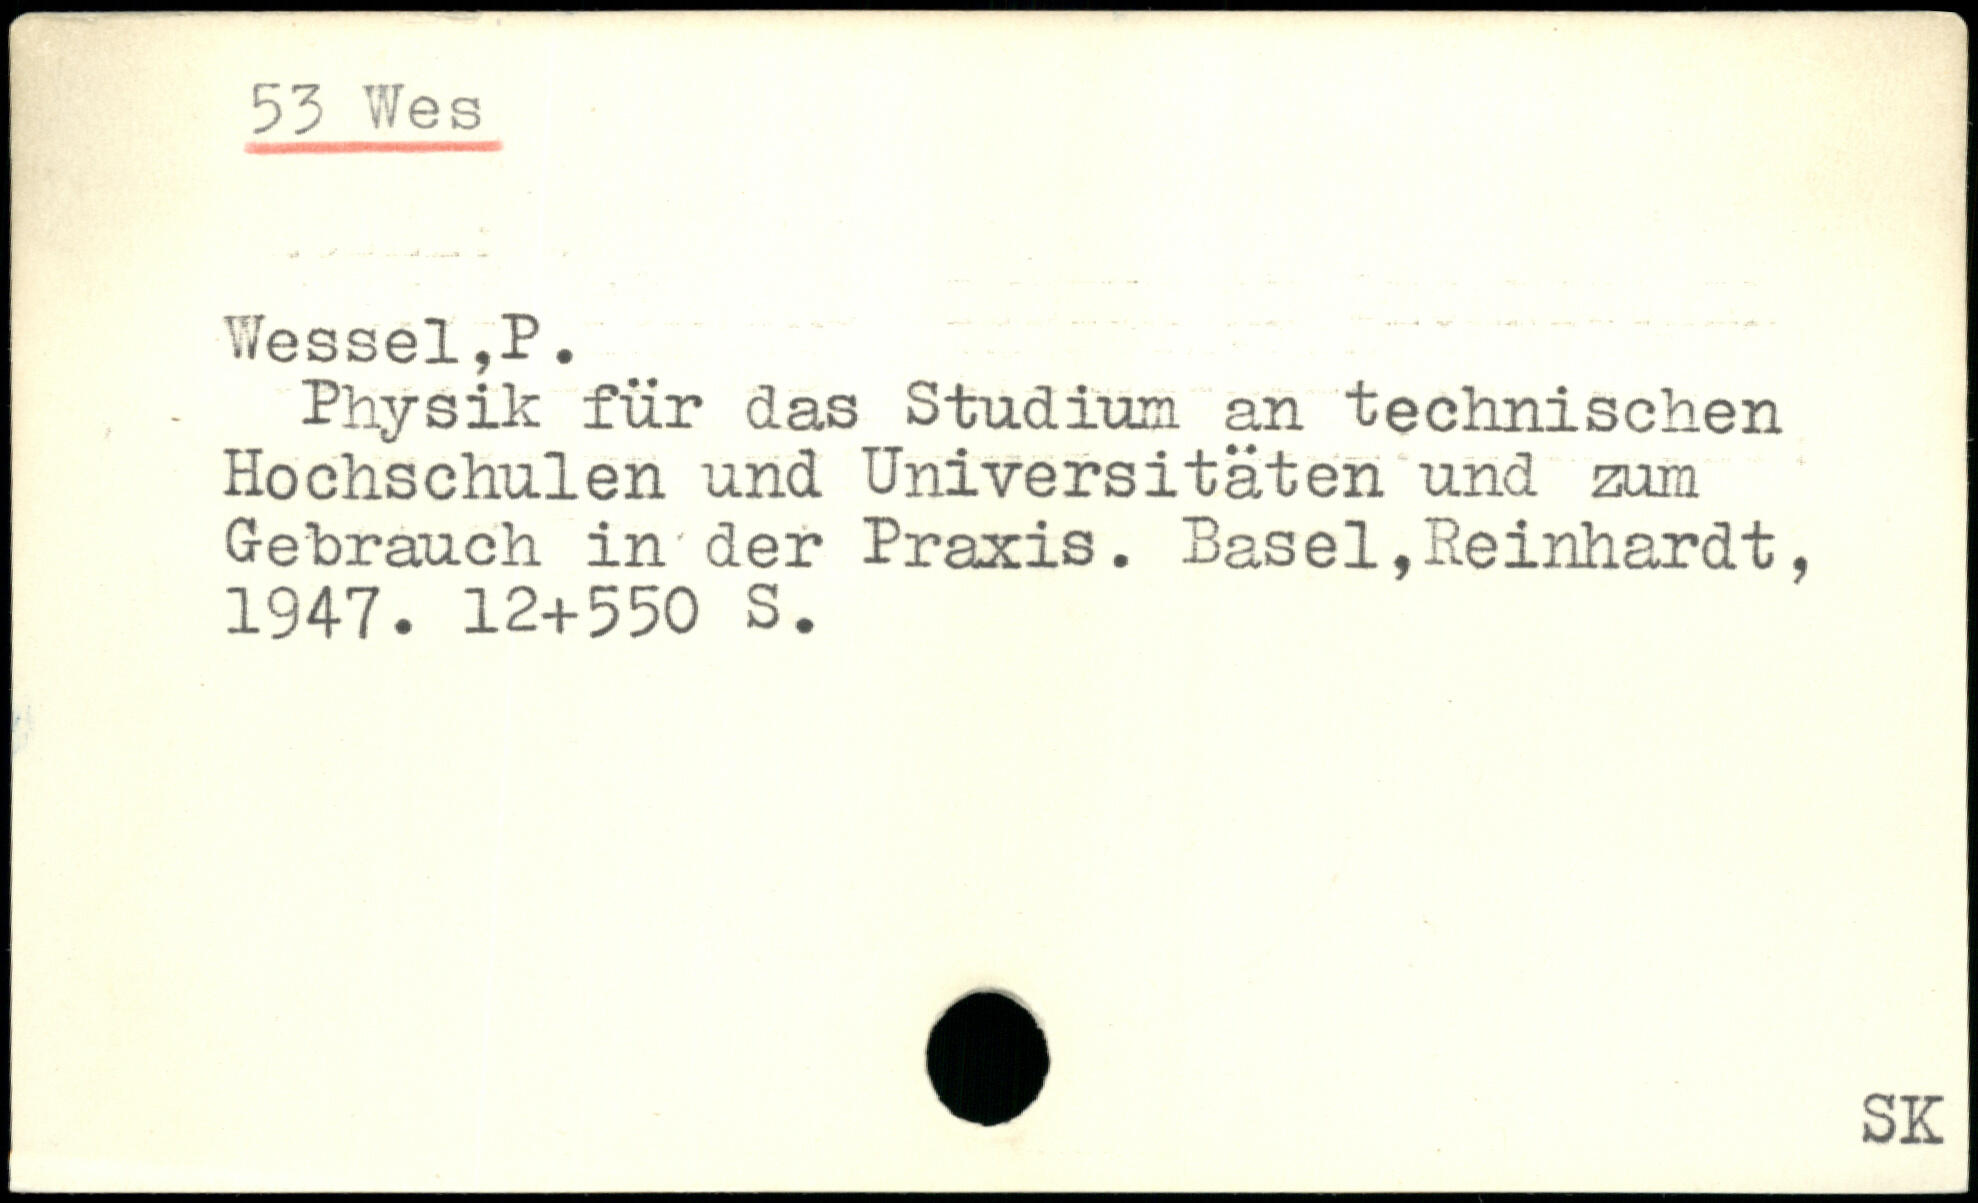 53 Wes
Wessel,P.
Physik für das Studium an technischen
Hochschulen und Universitäten und zum
Gebrauch in der Praxis. Basel,Reinhardt,
1947. 12+550 S.
SK